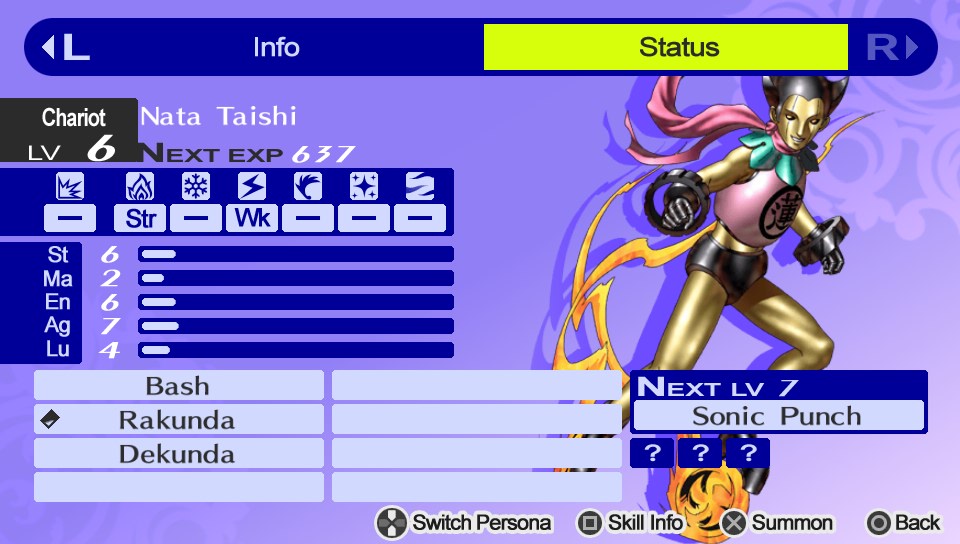 L Info Status R
Chariot
Nata Taishi
LV 6 NEXT EXP 637
— Str — Wk — — —
St 6
Ma 2
En 6
Ag 7
Lu 4
Bash
Rakunda
Dekunda
NEXT LV 7
Sonic Punch
? ? ?
Switch Persona Skill Info Summon Back